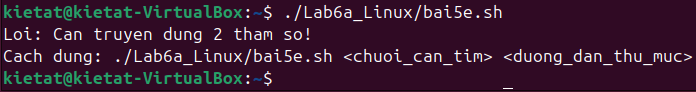 kietat@kietat-VirtualBox:~$ ./Lab6a_Linux/bai5e.sh
Loi: Can truyen dung 2 tham so!
Cach dung: ./Lab6a_Linux/bai5e.sh <chuoi_can_tim> <duong_dan_thu_muc>
kietat@kietat-VirtualBox:~$